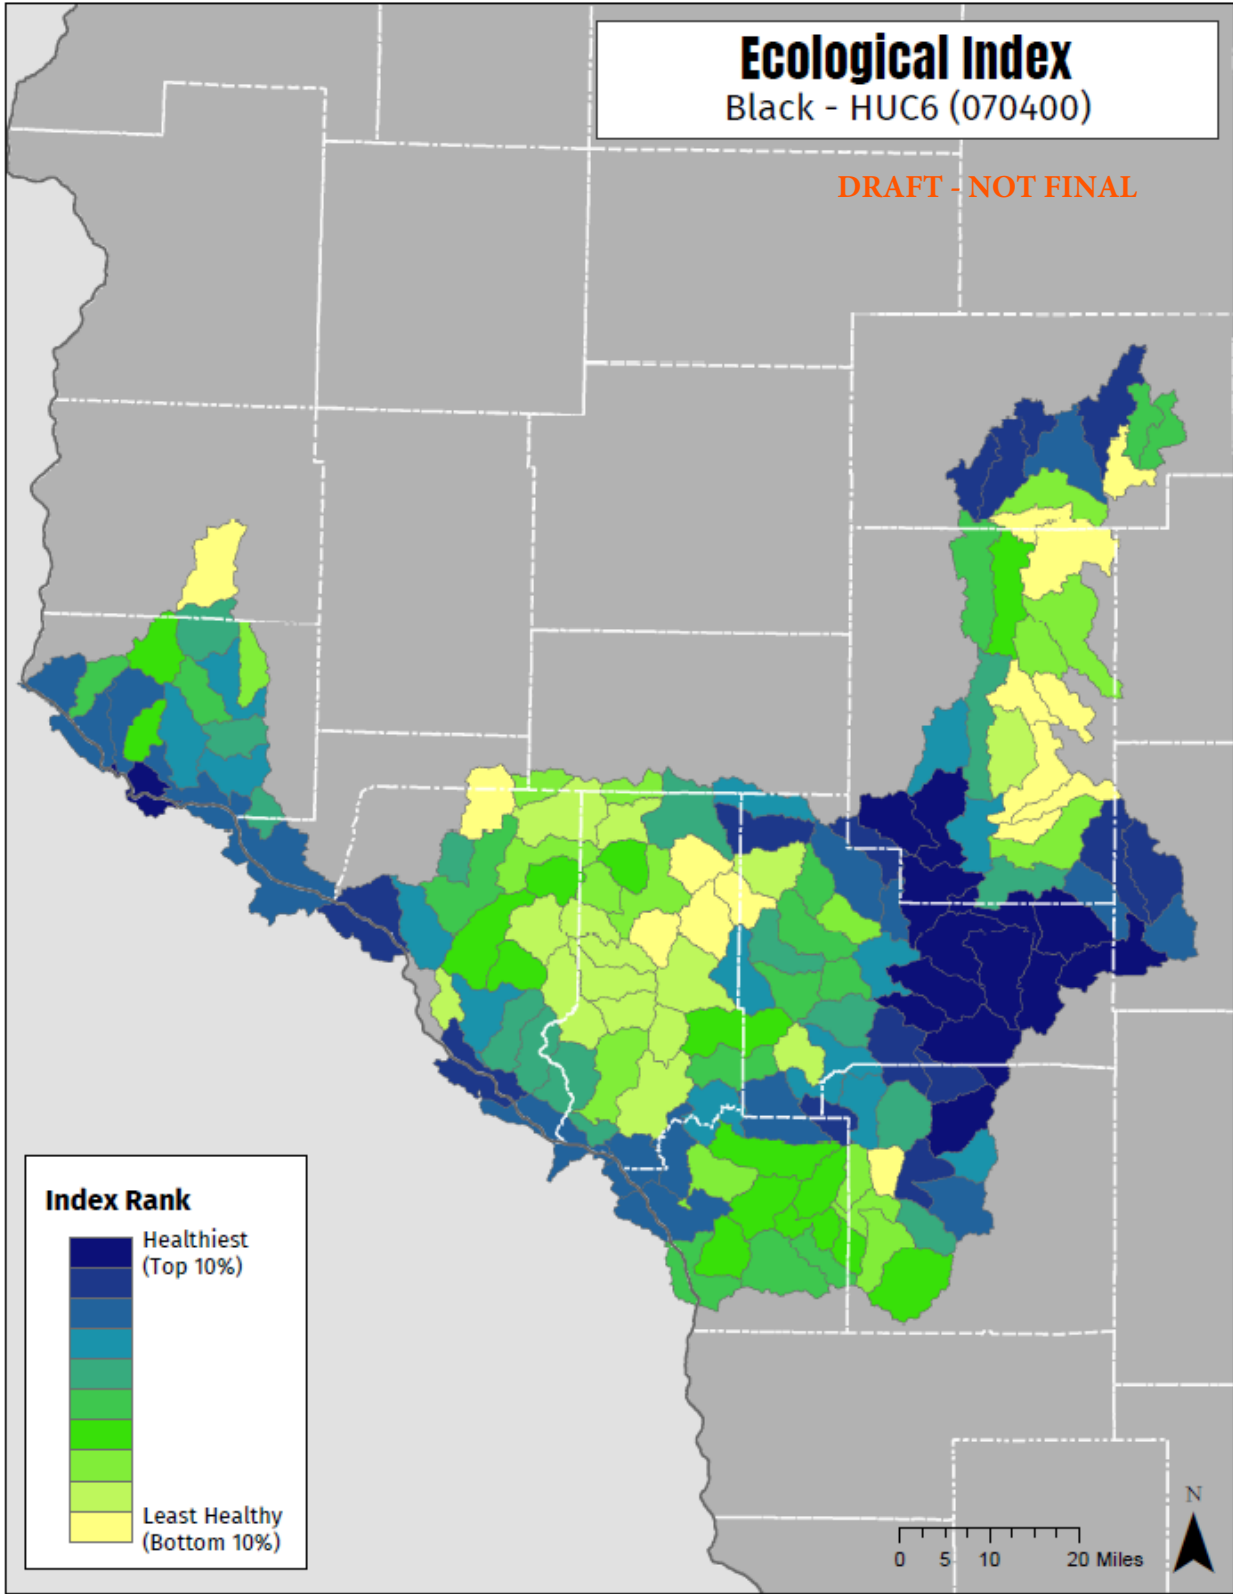 Ecological Index
Black - HUC6 (070400)
DRAFT - NOT FINAL
Index Rank
Healthiest
(Top 10%)
Least Healthy
(Bottom 10%)
N
0 5 10 20 Miles